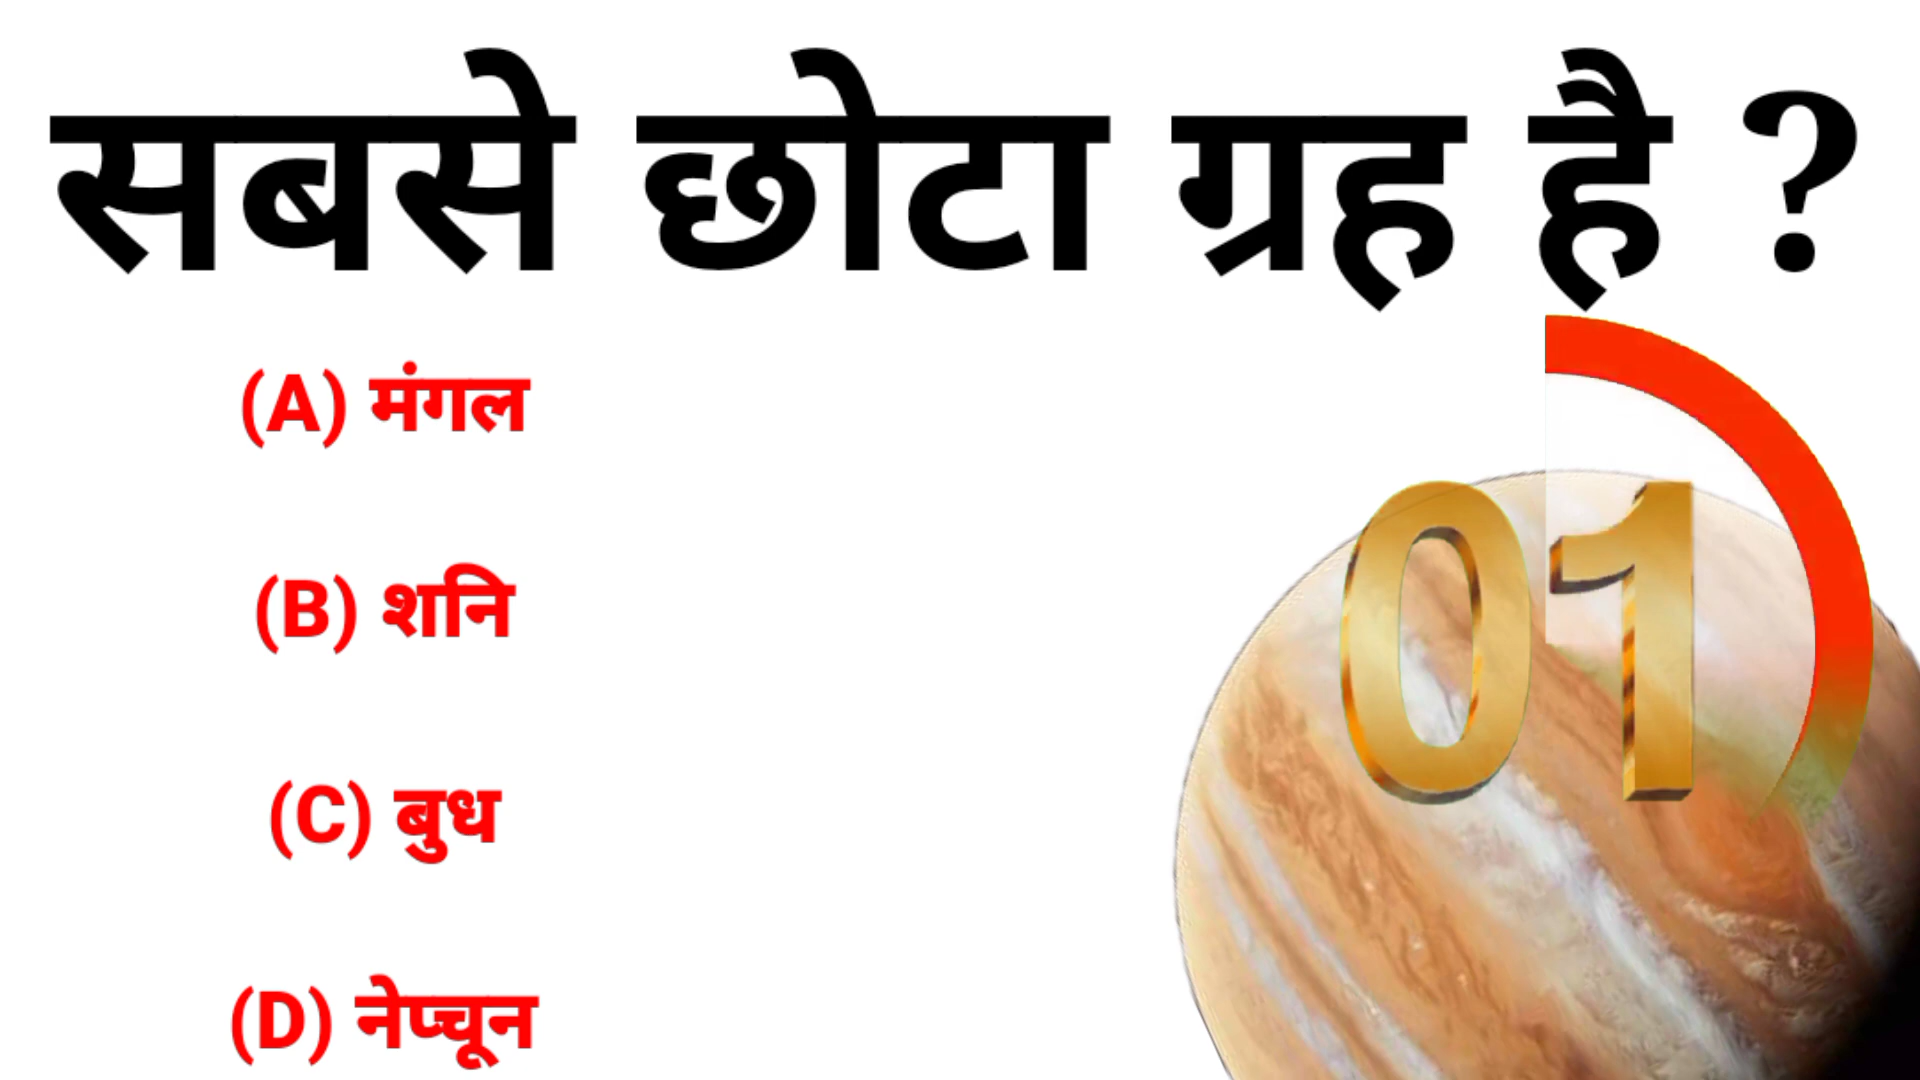 सबसे छोटा ग्रह है ?
(A) मंगल
01
(B) शनि
(C) बुध
(D) नेप्चून